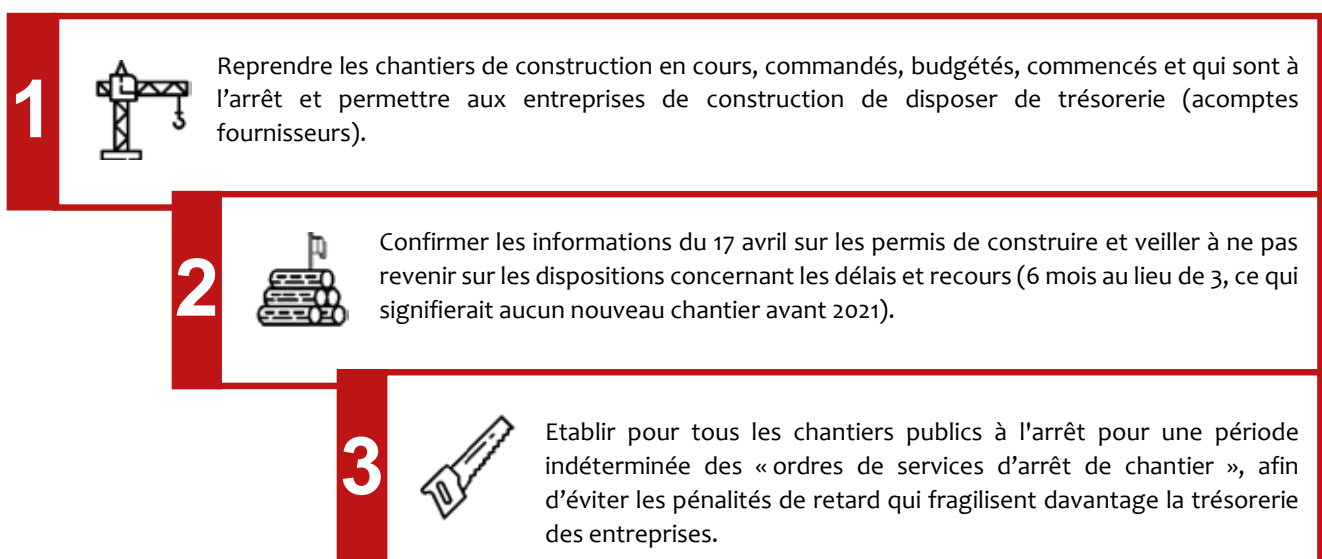 1
Reprendre les chantiers de construction en cours, commandés, budgétés, commencés et qui sont à
l’arrêt et permettre aux entreprises de construction de disposer de trésorerie (acomptes
fournisseurs).
2
Confirmer les informations du 17 avril sur les permis de construire et veiller à ne pas
revenir sur les dispositions concernant les délais et recours (6 mois au lieu de 3, ce qui
signifierait aucun nouveau chantier avant 2021).
3
Etablir pour tous les chantiers publics à l'arrêt pour une période
indéterminée des « ordres de services d’arrêt de chantier », afin
d’éviter les pénalités de retard qui fragilisent davantage la trésorerie
des entreprises.